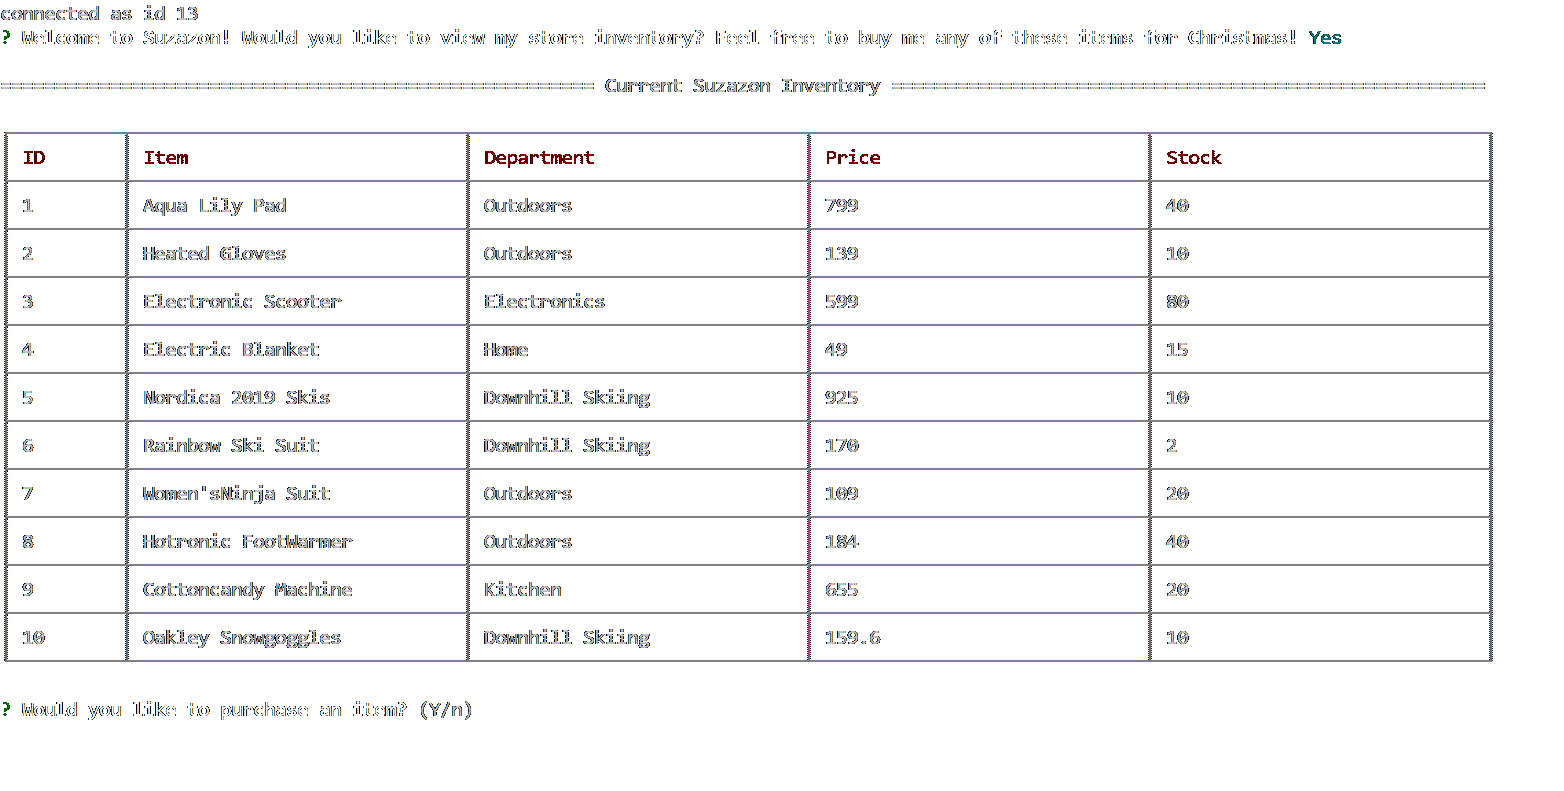 connected as id 13
? Welcome to Suzazon! Would you like to view my store inventory? Feel free to buy me any of these items for Christmas! Yes
====================================================== Current Suzazon Inventory ======================================================
ID Item Department Price Stock
1 Aqua Lily Pad Outdoors 799 40
2 Heated Gloves Outdoors 139 10
3 Electronic Scooter Electronics 599 80
4 Electric Blanket Home 49 15
5 Nordica 2019 Skis Downhill Skiing 925 10
6 Rainbow Ski Suit Downhill Skiing 170 2
7 Women'sNinja Suit Outdoors 109 20
8 Hotronic FootWarmer Outdoors 184 40
9 Cottoncandy Machine Kitchen 655 20
10 Oakley Snowgoggles Downhill Skiing 159.6 10
? Would you like to purchase an item? (Y/n)